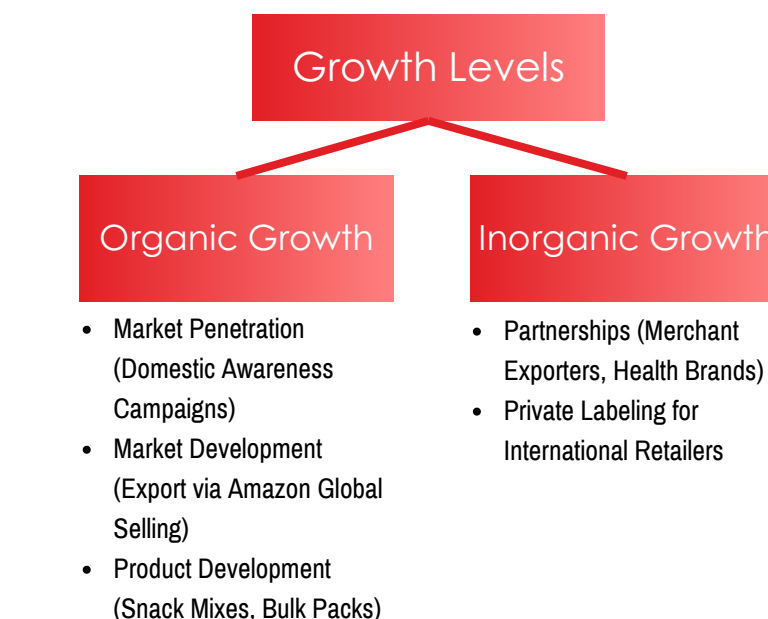 Growth Levels
Organic Growth
Inorganic Growth
• Market Penetration
(Domestic Awareness
Campaigns)
• Market Development
(Export via Amazon Global
Selling)
• Product Development
(Snack Mixes, Bulk Packs)
• Partnerships (Merchant
Exporters, Health Brands)
• Private Labeling for
International Retailers